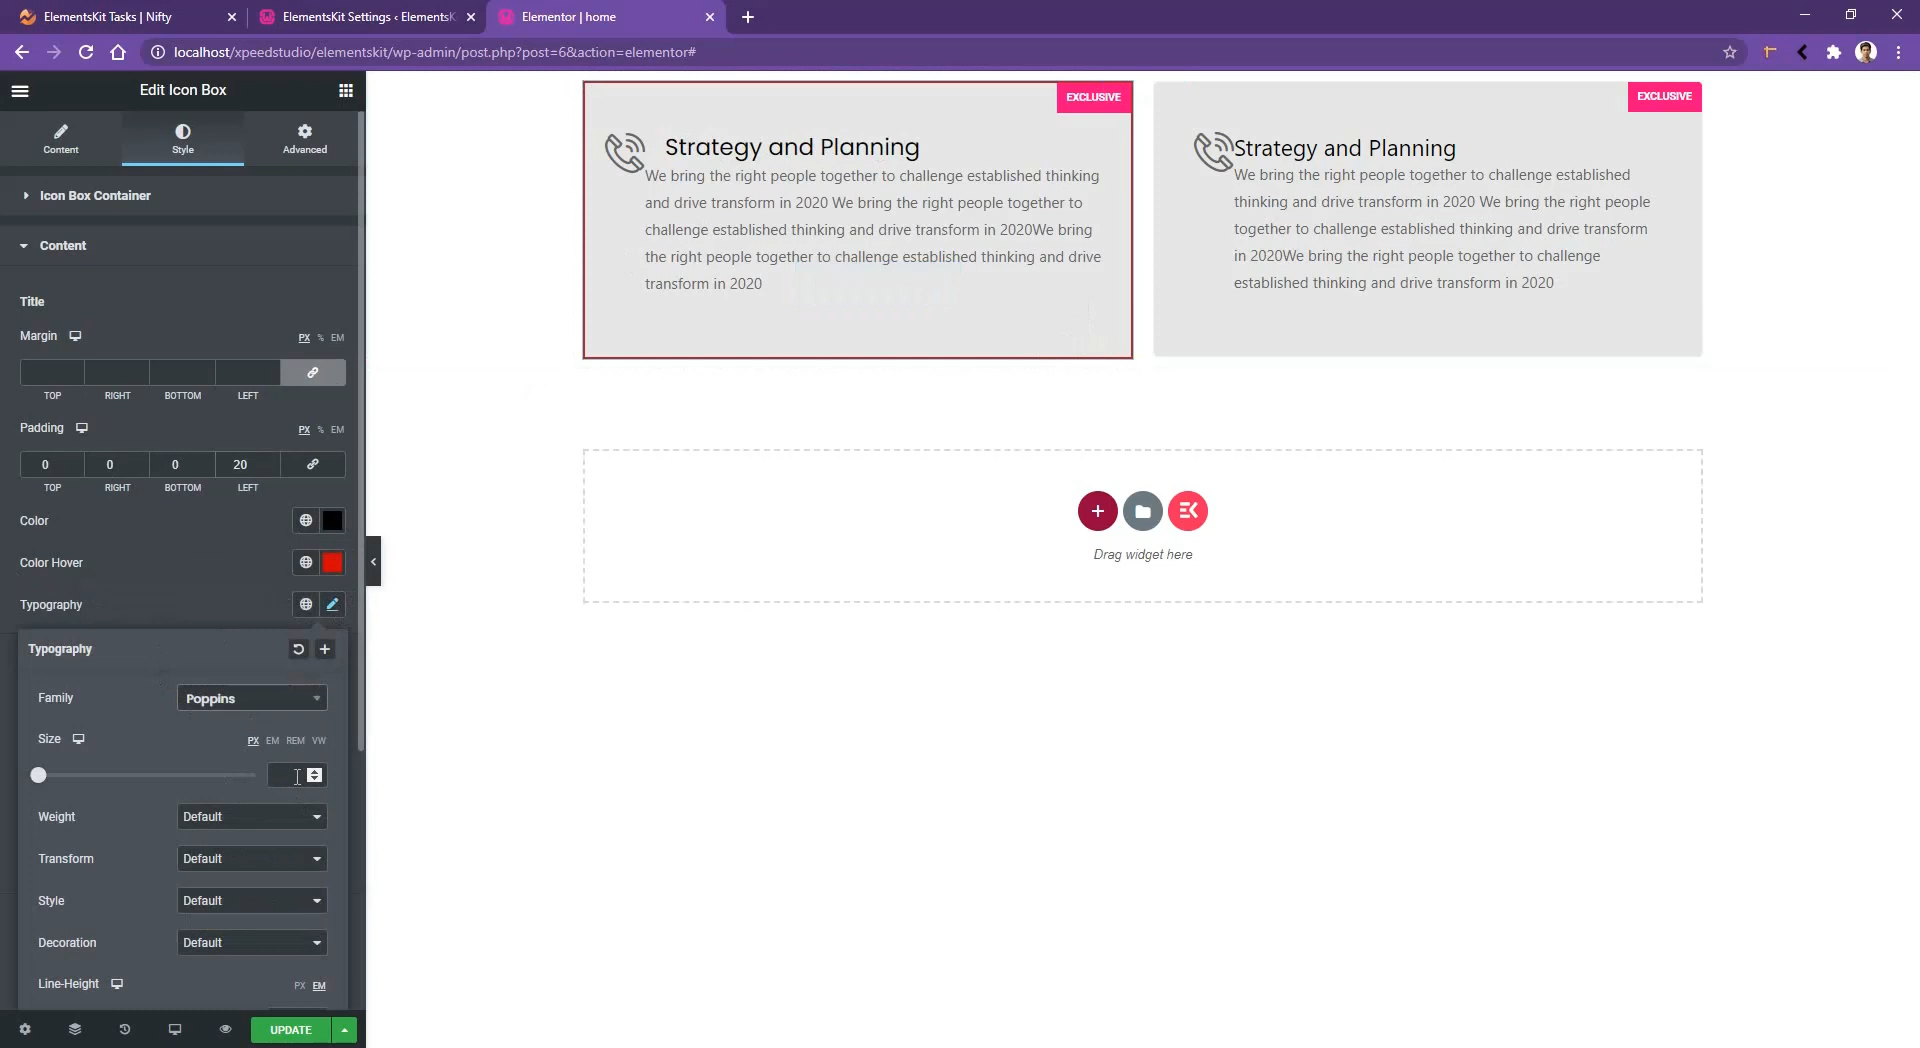 ElementsKit Tasks | Nifty
ElementsKit Settings ‹ ElementsK
Elementor | home
localhost/xpeedstudio/elementskit/wp-admin/post.php?post=6&action=elementor#
Edit Icon Box
Content
Style
Advanced
Icon Box Container
Content
Title
Margin
PX % EM
TOP RIGHT BOTTOM LEFT
Padding
PX % EM
0 0 0 20
TOP RIGHT BOTTOM LEFT
Color
Color Hover
Typography
Typography
Family
Poppins
Size
PX EM REM VW
Weight
Default
Transform
Default
Style
Default
Decoration
Default
Line-Height
PX EM
UPDATE
EXCLUSIVE
Strategy and Planning
We bring the right people together to challenge established thinking
and drive transform in 2020 We bring the right people together to
challenge established thinking and drive transform in 2020We bring
the right people together to challenge established thinking and drive
transform in 2020
EXCLUSIVE
Strategy and Planning
We bring the right people together to challenge established
thinking and drive transform in 2020 We bring the right people
together to challenge established thinking and drive transform
in 2020We bring the right people together to challenge
established thinking and drive transform in 2020
Drag widget here